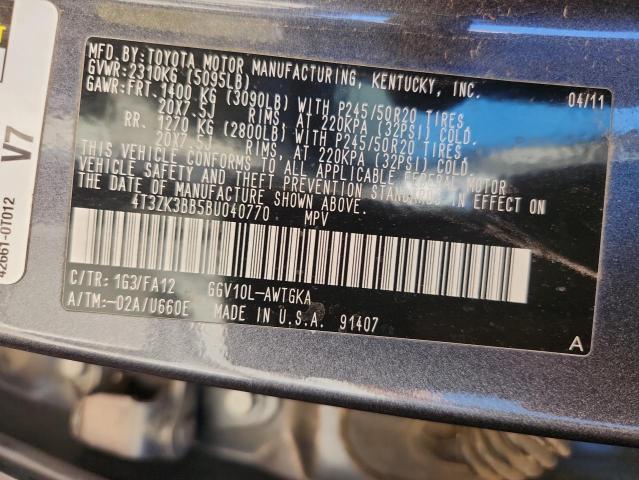 MFD.BY:TOYOTA MOTOR MANUFACTURING, KENTUCKY, INC.
GVWR:2310KG (5095LB) 04/11
GAWR:FRT. 1400 KG (3090LB) WITH P245/50R20 TIRES
20X7.5J RIMS, AT 220KPA (32PSI) COLD.
RR. 1270 KG (2800LB) WITH P245/50R20 TIRES
20X7.5J RIMS, AT 220KPA (32PSI) COLD.
THIS VEHICLE CONFORMS TO ALL APPLICABLE FEDERAL MOTOR
VEHICLE SAFETY AND THEFT PREVENTION STANDARDS IN EFFECT ON
THE DATE OF MANUFACTURE SHOWN ABOVE.
4T3ZK3BB5BU040770 MPV
C/TR: 1G3/FA12 GGV10L-AWTGKA
A/TM:-02A/U660E MADE IN U.S.A. 91407
A
V7
42661-0T012